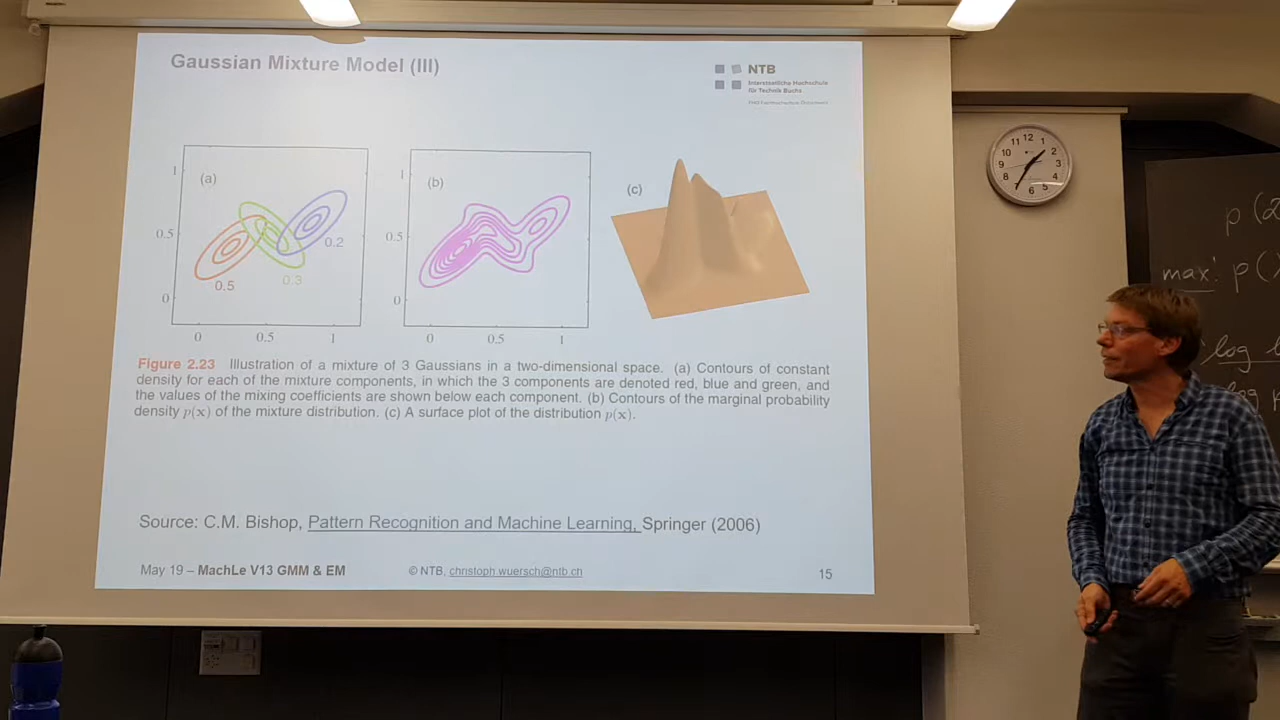 Gaussian Mixture Model (III)
NTB
Interstaatliche Hochschule
für Technik Buchs
FHO Fachhochschule Ostschweiz
(a)
1
0.5
0
0.5
0.3
0.2
0 0.5 1
(b)
1
0.5
0
0 0.5 1
(c)
Figure 2.23 Illustration of a mixture of 3 Gaussians in a two-dimensional space. (a) Contours of constant
density for each of the mixture components, in which the 3 components are denoted red, blue and green, and
the values of the mixing coefficients are shown below each component. (b) Contours of the marginal probability
density p(x) of the mixture distribution. (c) A surface plot of the distribution p(x).
Source: C.M. Bishop, Pattern Recognition and Machine Learning, Springer (2006)
May 19 – MachLe V13 GMM & EM
© NTB, christoph.wuersch@ntb.ch
15
12
1
2
3
4
5
6
7
8
9
10
11
p(
max: p(
log
log p